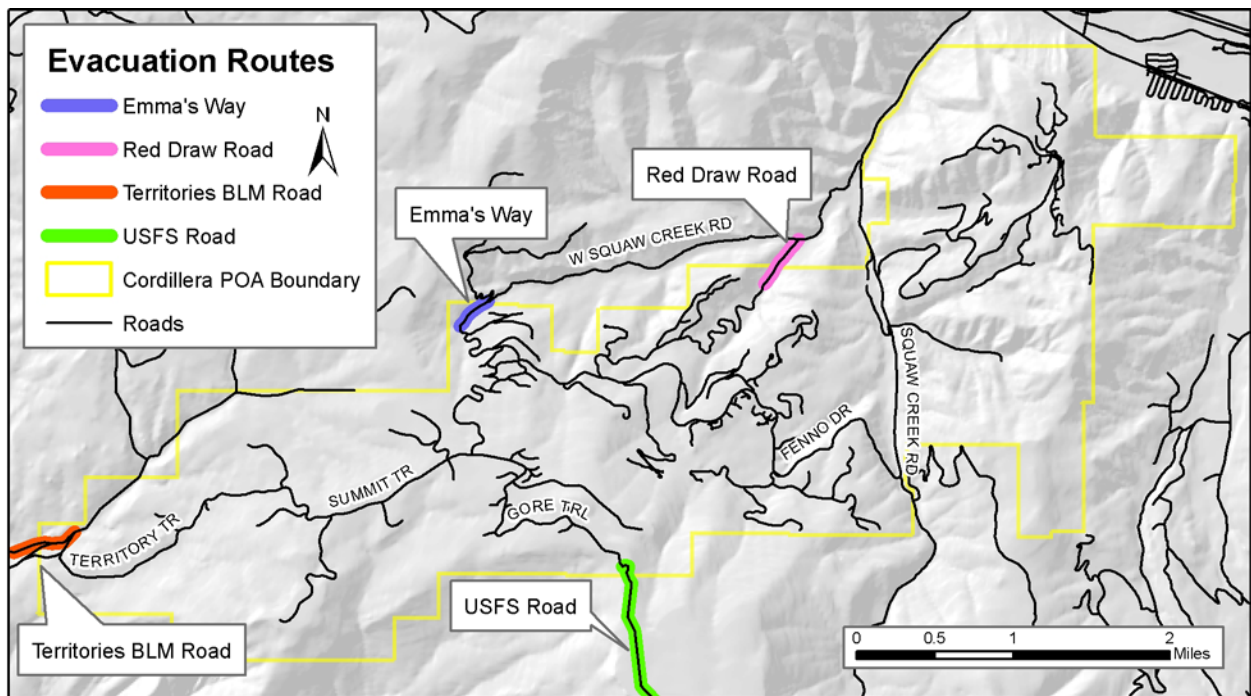 Evacuation Routes
Emma's Way
Red Draw Road
Territories BLM Road
USFS Road
Cordillera POA Boundary
Roads
N
Red Draw Road
Emma's Way
W SQUAW CREEK RD
SQUAW CREEK RD
FENNO DR
SUMMIT TR
GORE TRL
TERRITORY TR
USFS Road
Territories BLM Road
0 0.5 1 2
Miles